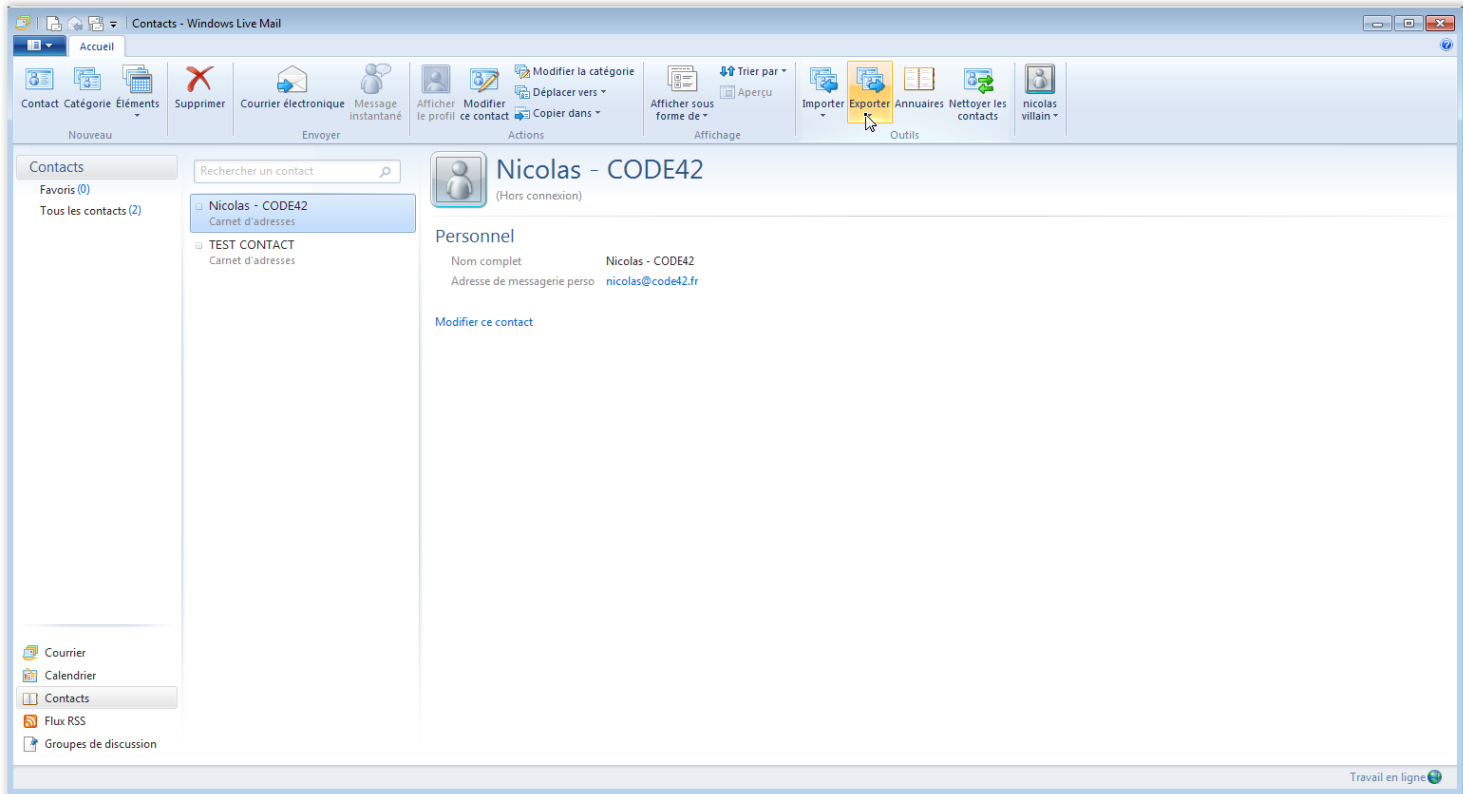 Contacts - Windows Live Mail
Accueil
Contact Catégorie Éléments Supprimer Courrier électronique Message instantané Afficher le profil Modifier ce contact Modifier la catégorie
Déplacer vers
Copier dans
Afficher sous forme de Trier par
Aperçu
Importer Exporter Annuaires Nettoyer les contacts nicolas villain
Nouveau Envoyer Actions Affichage Outils
Contacts
Favoris (0)
Tous les contacts (2)
Rechercher un contact
Nicolas - CODE42
Carnet d'adresses
TEST CONTACT
Carnet d'adresses
Nicolas - CODE42
(Hors connexion)
Personnel
Nom complet Nicolas - CODE42
Adresse de messagerie perso nicolas@code42.fr
Modifier ce contact
Courrier
Calendrier
Contacts
Flux RSS
Groupes de discussion
Travail en ligne